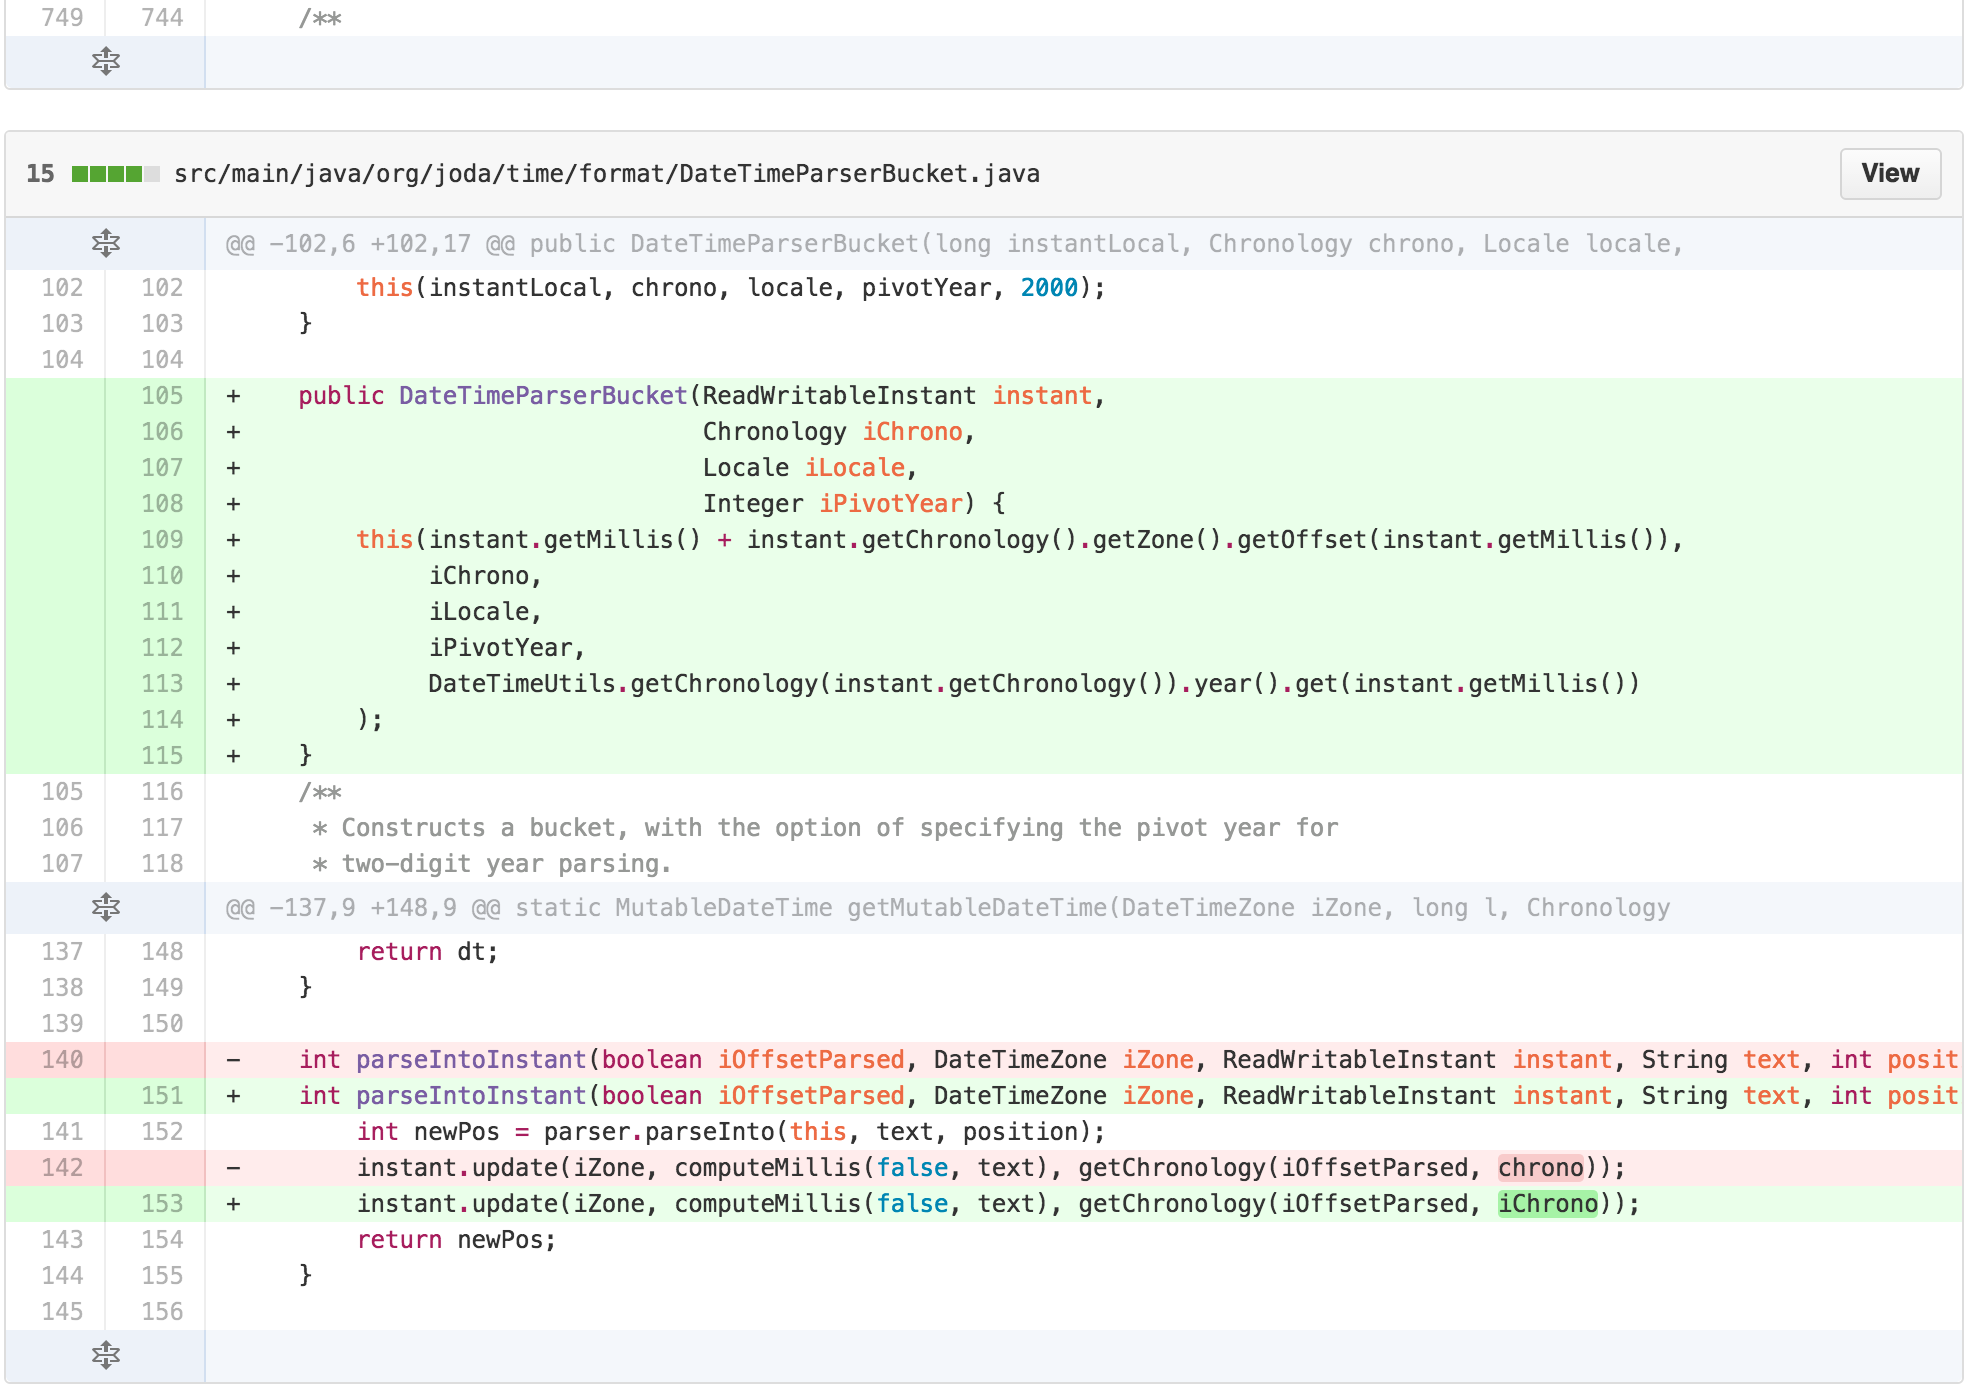 749 744 /**
15 src/main/java/org/joda/time/format/DateTimeParserBucket.java View
@@ -102,6 +102,17 @@ public DateTimeParserBucket(long instantLocal, Chronology chrono, Locale locale,
102 102 this(instantLocal, chrono, locale, pivotYear, 2000);
103 103 }
104 104
105 + public DateTimeParserBucket(ReadWritableInstant instant,
106 + Chronology iChrono,
107 + Locale iLocale,
108 + Integer iPivotYear) {
109 + this(instant.getMillis() + instant.getChronology().getZone().getOffset(instant.getMillis()),
110 + iChrono,
111 + iLocale,
112 + iPivotYear,
113 + DateTimeUtils.getChronology(instant.getChronology()).year().get(instant.getMillis())
114 + );
115 + }
105 116 /**
106 117 * Constructs a bucket, with the option of specifying the pivot year for
107 118 * two-digit year parsing.
@@ -137,9 +148,9 @@ static MutableDateTime getMutableDateTime(DateTimeZone iZone, long l, Chronology
137 148 return dt;
138 149 }
139 150
140 - int parseIntoInstant(boolean iOffsetParsed, DateTimeZone iZone, ReadWritableInstant instant, String text, int posit
151 + int parseIntoInstant(boolean iOffsetParsed, DateTimeZone iZone, ReadWritableInstant instant, String text, int posit
141 152 int newPos = parser.parseInto(this, text, position);
142 - instant.update(iZone, computeMillis(false, text), getChronology(iOffsetParsed, chrono));
153 + instant.update(iZone, computeMillis(false, text), getChronology(iOffsetParsed, iChrono));
143 154 return newPos;
144 155 }
145 156